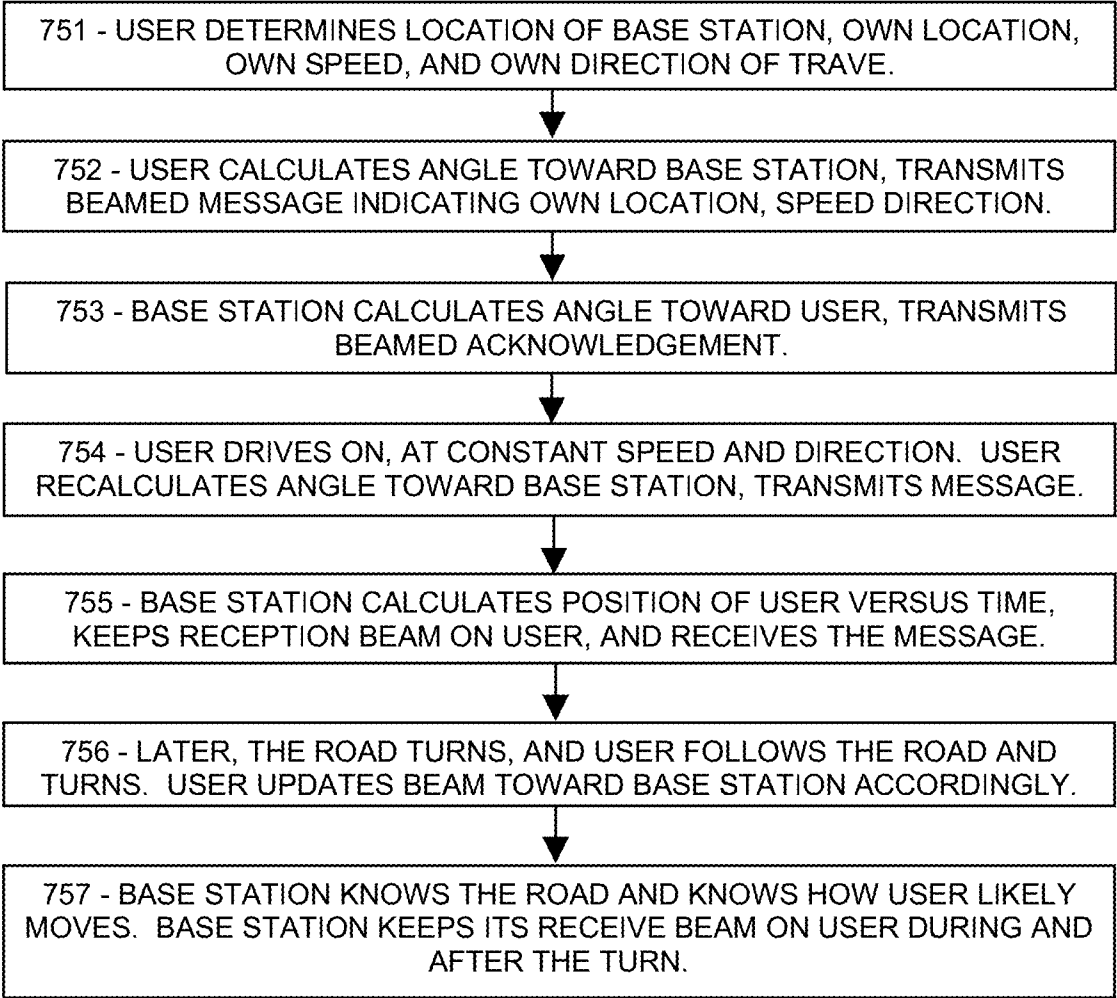 751 - USER DETERMINES LOCATION OF BASE STATION, OWN LOCATION,
OWN SPEED, AND OWN DIRECTION OF TRAVE.
752 - USER CALCULATES ANGLE TOWARD BASE STATION, TRANSMITS
BEAMED MESSAGE INDICATING OWN LOCATION, SPEED DIRECTION.
753 - BASE STATION CALCULATES ANGLE TOWARD USER, TRANSMITS
BEAMED ACKNOWLEDGEMENT.
754 - USER DRIVES ON, AT CONSTANT SPEED AND DIRECTION. USER
RECALCULATES ANGLE TOWARD BASE STATION, TRANSMITS MESSAGE.
755 - BASE STATION CALCULATES POSITION OF USER VERSUS TIME,
KEEPS RECEPTION BEAM ON USER, AND RECEIVES THE MESSAGE.
756 - LATER, THE ROAD TURNS, AND USER FOLLOWS THE ROAD AND
TURNS. USER UPDATES BEAM TOWARD BASE STATION ACCORDINGLY.
757 - BASE STATION KNOWS THE ROAD AND KNOWS HOW USER LIKELY
MOVES. BASE STATION KEEPS ITS RECEIVE BEAM ON USER DURING AND
AFTER THE TURN.